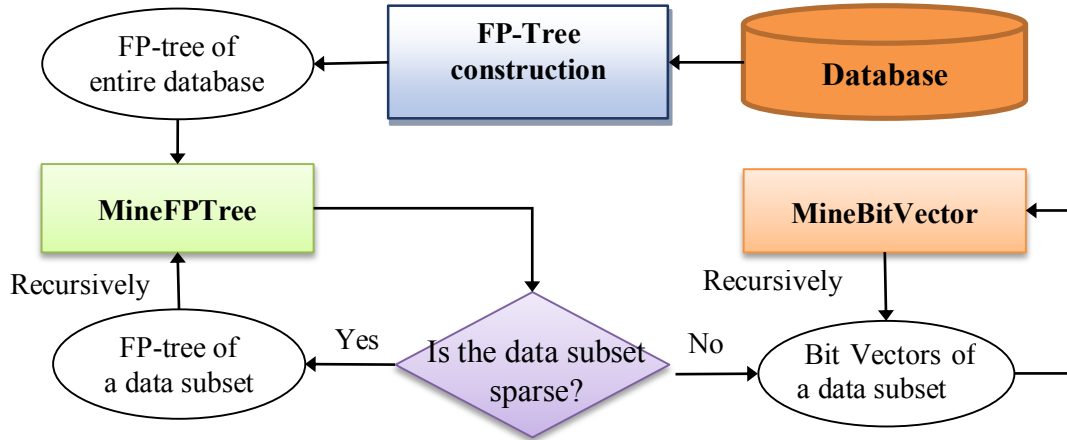 FP-tree of
entire database
FP-Tree
construction
Database
MineFPTree
MineBitVector
Recursively
Recursively
FP-tree of
a data subset
Yes
Is the data subset
sparse?
No
Bit Vectors of
a data subset